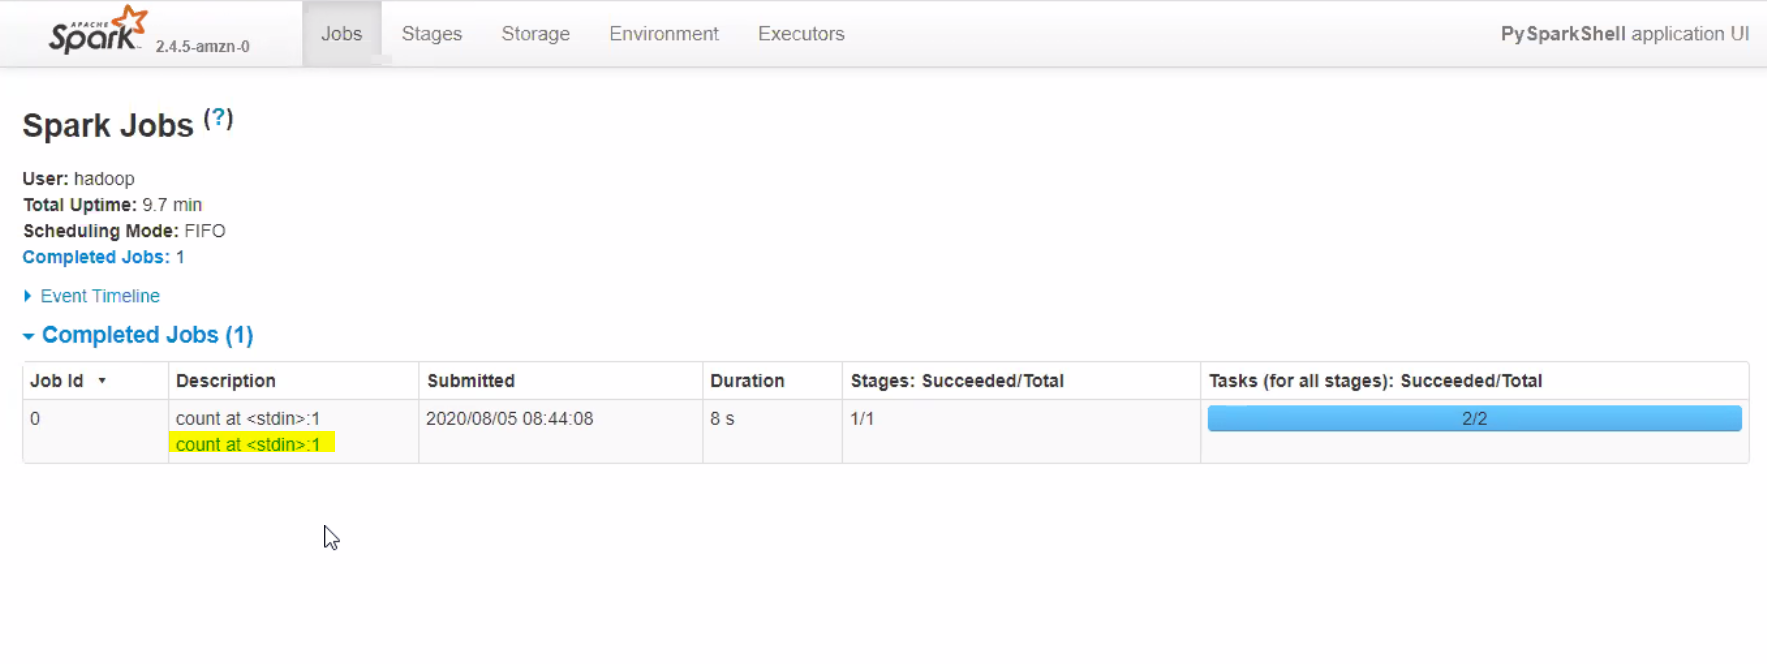 APACHE
Spark 2.4.5-amzn-0 Jobs Stages Storage Environment Executors PySparkShell application UI
Spark Jobs (?)
User: hadoop
Total Uptime: 9.7 min
Scheduling Mode: FIFO
Completed Jobs: 1
Event Timeline
Completed Jobs (1)
Job Id Description Submitted Duration Stages: Succeeded/Total Tasks (for all stages): Succeeded/Total
0 count at <stdin>:1 2020/08/05 08:44:08 8 s 1/1 2/2
count at <stdin>:1